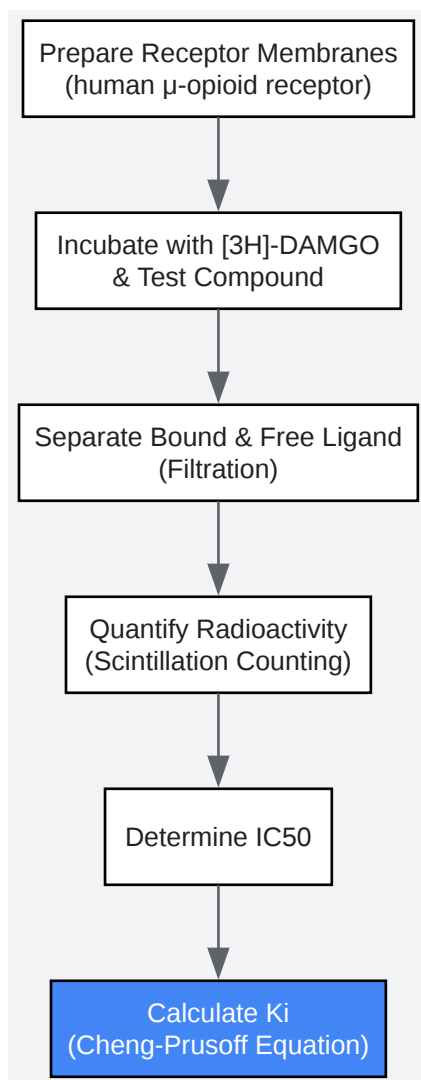 Prepare Receptor Membranes
(human μ-opioid receptor)
Incubate with [3H]-DAMGO
& Test Compound
Separate Bound & Free Ligand
(Filtration)
Quantify Radioactivity
(Scintillation Counting)
Determine IC50
Calculate Ki
(Cheng-Prusoff Equation)